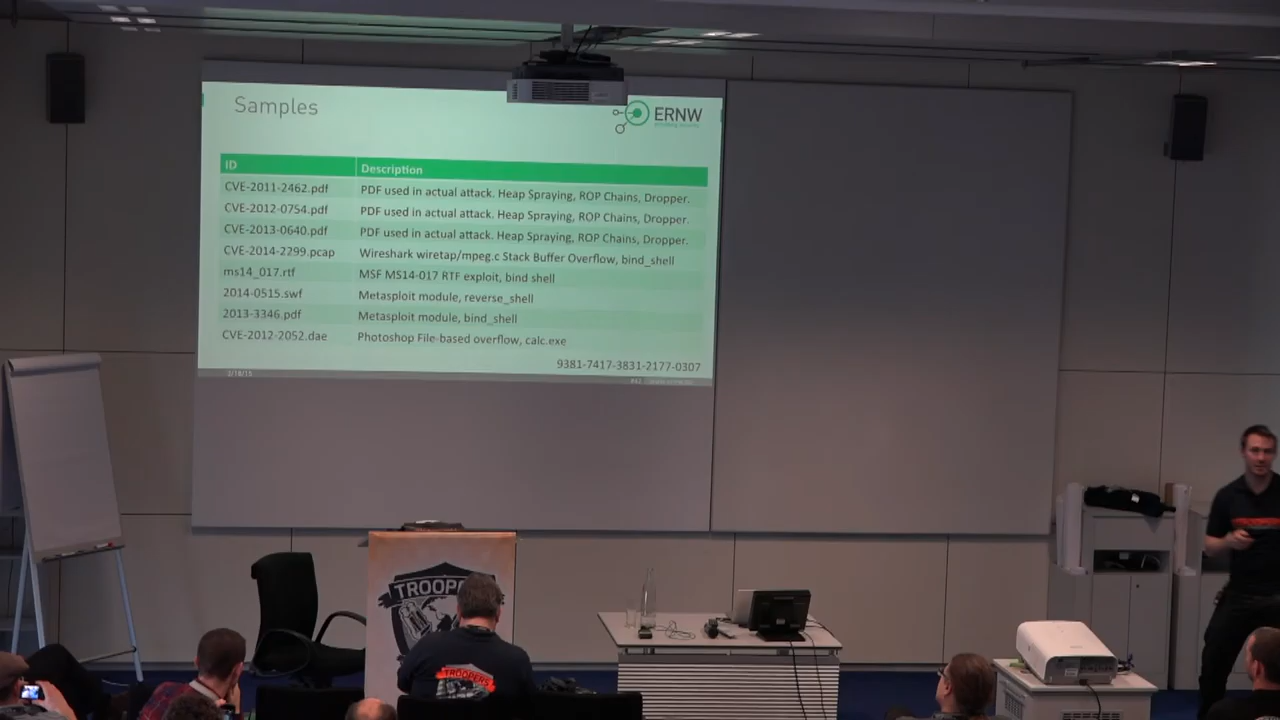 Samples
ERNW
ID Description
CVE-2011-2462.pdf PDF used in actual attack. Heap Spraying, ROP Chains, Dropper.
CVE-2012-0754.pdf PDF used in actual attack. Heap Spraying, ROP Chains, Dropper.
CVE-2013-0640.pdf PDF used in actual attack. Heap Spraying, ROP Chains, Dropper.
CVE-2014-2299.pcap Wireshark wiretap/mpeg.c Stack Buffer Overflow, bind_shell
ms14_017.rtf MSF MS14-017 RTF exploit, bind shell
2014-0515.swf Metasploit module, reverse_shell
2013-3346.pdf Metasploit module, bind_shell
CVE-2012-2052.dae Photoshop File-based overflow, calc.exe
9381-7417-3831-2177-0307
TROOPERS